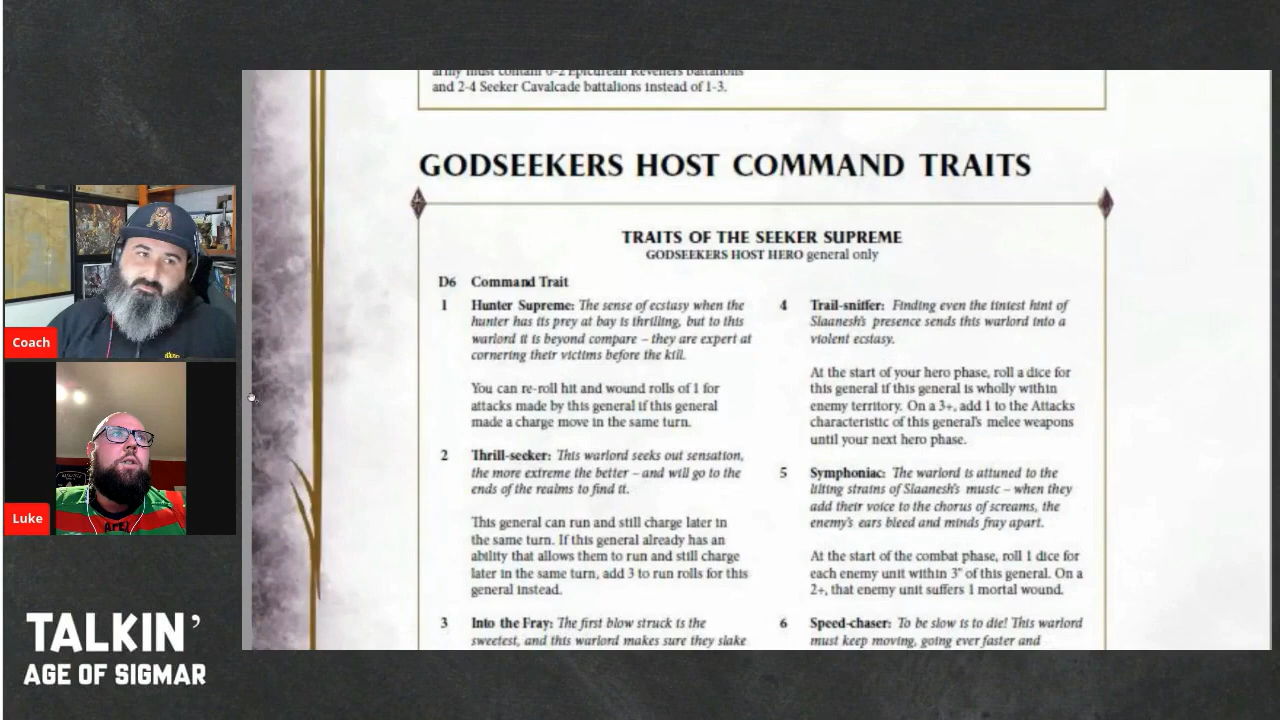 army must contain 0-2 Epicurean Revellers battalions
and 2-4 Seeker Cavalcade battalions instead of 1-3.
GODSEEKERS HOST COMMAND TRAITS
TRAITS OF THE SEEKER SUPREME
GODSEEKERS HOST HERO general only
D6 Command Trait
1 Hunter Supreme: The sense of ecstasy when the
hunter has its prey at bay is thrilling, but to this
warlord it is beyond compare – they are expert at
cornering their victims before the kill.
You can re-roll hit and wound rolls of 1 for
attacks made by this general if this general
made a charge move in the same turn.
2 Thrill-seeker: This warlord seeks out sensation,
the more extreme the better – and will go to the
ends of the realms to find it.
This general can run and still charge later in
the same turn. If this general already has an
ability that allows them to run and still charge
later in the same turn, add 3 to run rolls for this
general instead.
3 Into the Fray: The first blow struck is the
sweetest, and this warlord makes sure they slake
4 Trail-sniffer: Finding even the tiniest hint of
Slaanesh's presence sends this warlord into a
violent ecstasy.
At the start of your hero phase, roll a dice for
this general if this general is wholly within
enemy territory. On a 3+, add 1 to the Attacks
characteristic of this general's melee weapons
until your next hero phase.
5 Symphoniac: The warlord is attuned to the
lilting strains of Slaanesh's music – when they
add their voice to the chorus of screams, the
enemy's ears bleed and minds fray apart.
At the start of the combat phase, roll 1 dice for
each enemy unit within 3" of this general. On a
2+, that enemy unit suffers 1 mortal wound.
6 Speed-chaser: To be slow is to die! This warlord
must keep moving, going ever faster and
Coach
Luke
TALKIN'
AGE OF SIGMAR